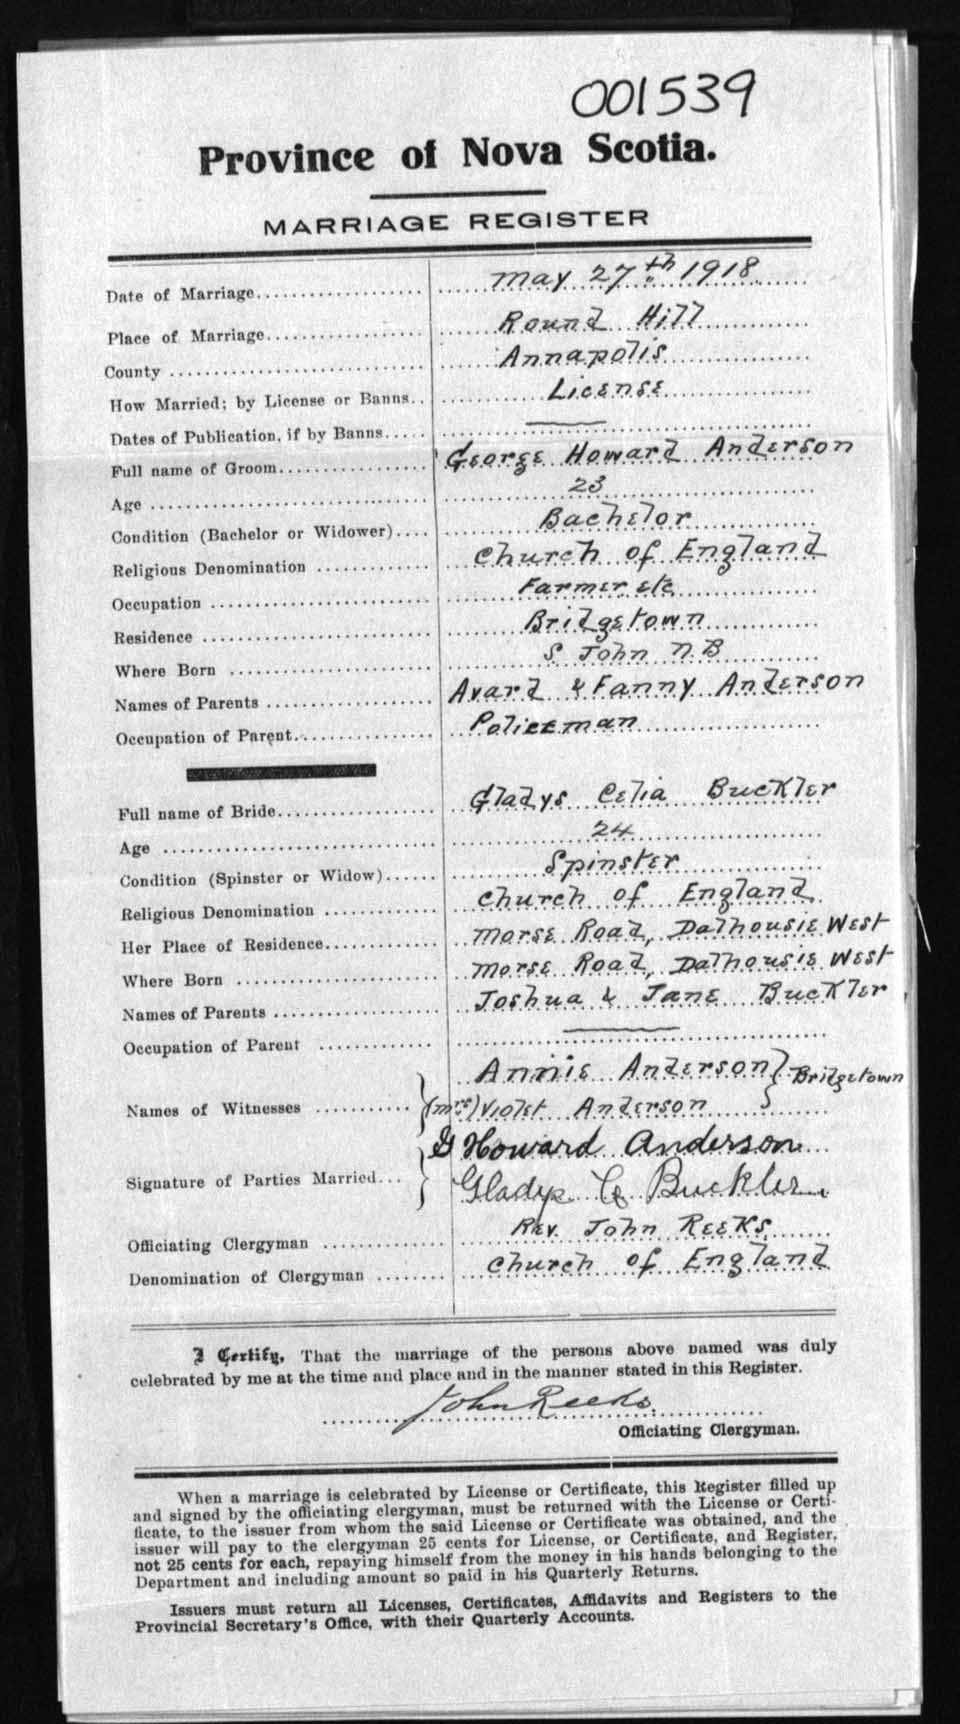 001539
Province of Nova Scotia.
MARRIAGE REGISTER
Date of Marriage.................... May 27th 1918
Place of Marriage.................... Round Hill
County .................... Annapolis
How Married; by License or Banns.. License
Dates of Publication, if by Banns..... ——
Full name of Groom.................... George Howard Anderson
Age .................... 23
Condition (Bachelor or Widower).... Bachelor
Religious Denomination .................... Church of England
Occupation .................... Farmer, etc
Residence .................... Bridgetown
Where Born .................... S John N.B
Names of Parents .................... Avard & Fanny Anderson
Occupation of Parent.................... Policeman
Full name of Bride.................... Gladys Celia Buckler
Age .................... 24
Condition (Spinster or Widow)...... Spinster
Religious Denomination .................... Church of England
Her Place of Residence.................... Morse Road, Dalhousie West
Where Born .................... Morse Road, Dalhousie West
Names of Parents .................... Joshua & Jane Buckler
Occupation of Parent .................... ——
Annie Anderson } Bridgetown
Names of Witnesses ........... { (Mrs) Violet Anderson
G Howard Anderson
Signature of Parties Married... } Gladys C Buckler
Officiating Clergyman .................... Rev. John Reeks.
Denomination of Clergyman ........ Church of England
I Certify, That the marriage of the persons above named was duly
celebrated by me at the time and place and in the manner stated in this Register.
John Reeks.
Officiating Clergyman.
When a marriage is celebrated by License or Certificate, this Register filled up
and signed by the officiating clergyman, must be returned with the License or Certi-
ficate, to the issuer from whom the said License or Certificate was obtained, and the
issuer will pay to the clergyman 25 cents for License, or Certificate, and Register,
not 25 cents for each, repaying himself from the money in his hands belonging to the
Department and including amount so paid in his Quarterly Returns.
Issuers must return all Licenses, Certificates, Affidavits and Registers to the
Provincial Secretary's Office, with their Quarterly Accounts.